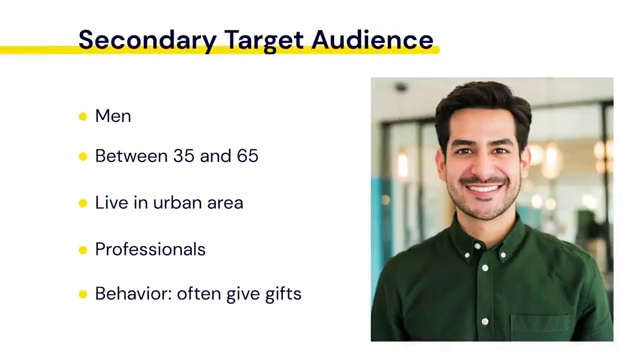 Secondary Target Audience
Men
Between 35 and 65
Live in urban area
Professionals
Behavior: often give gifts